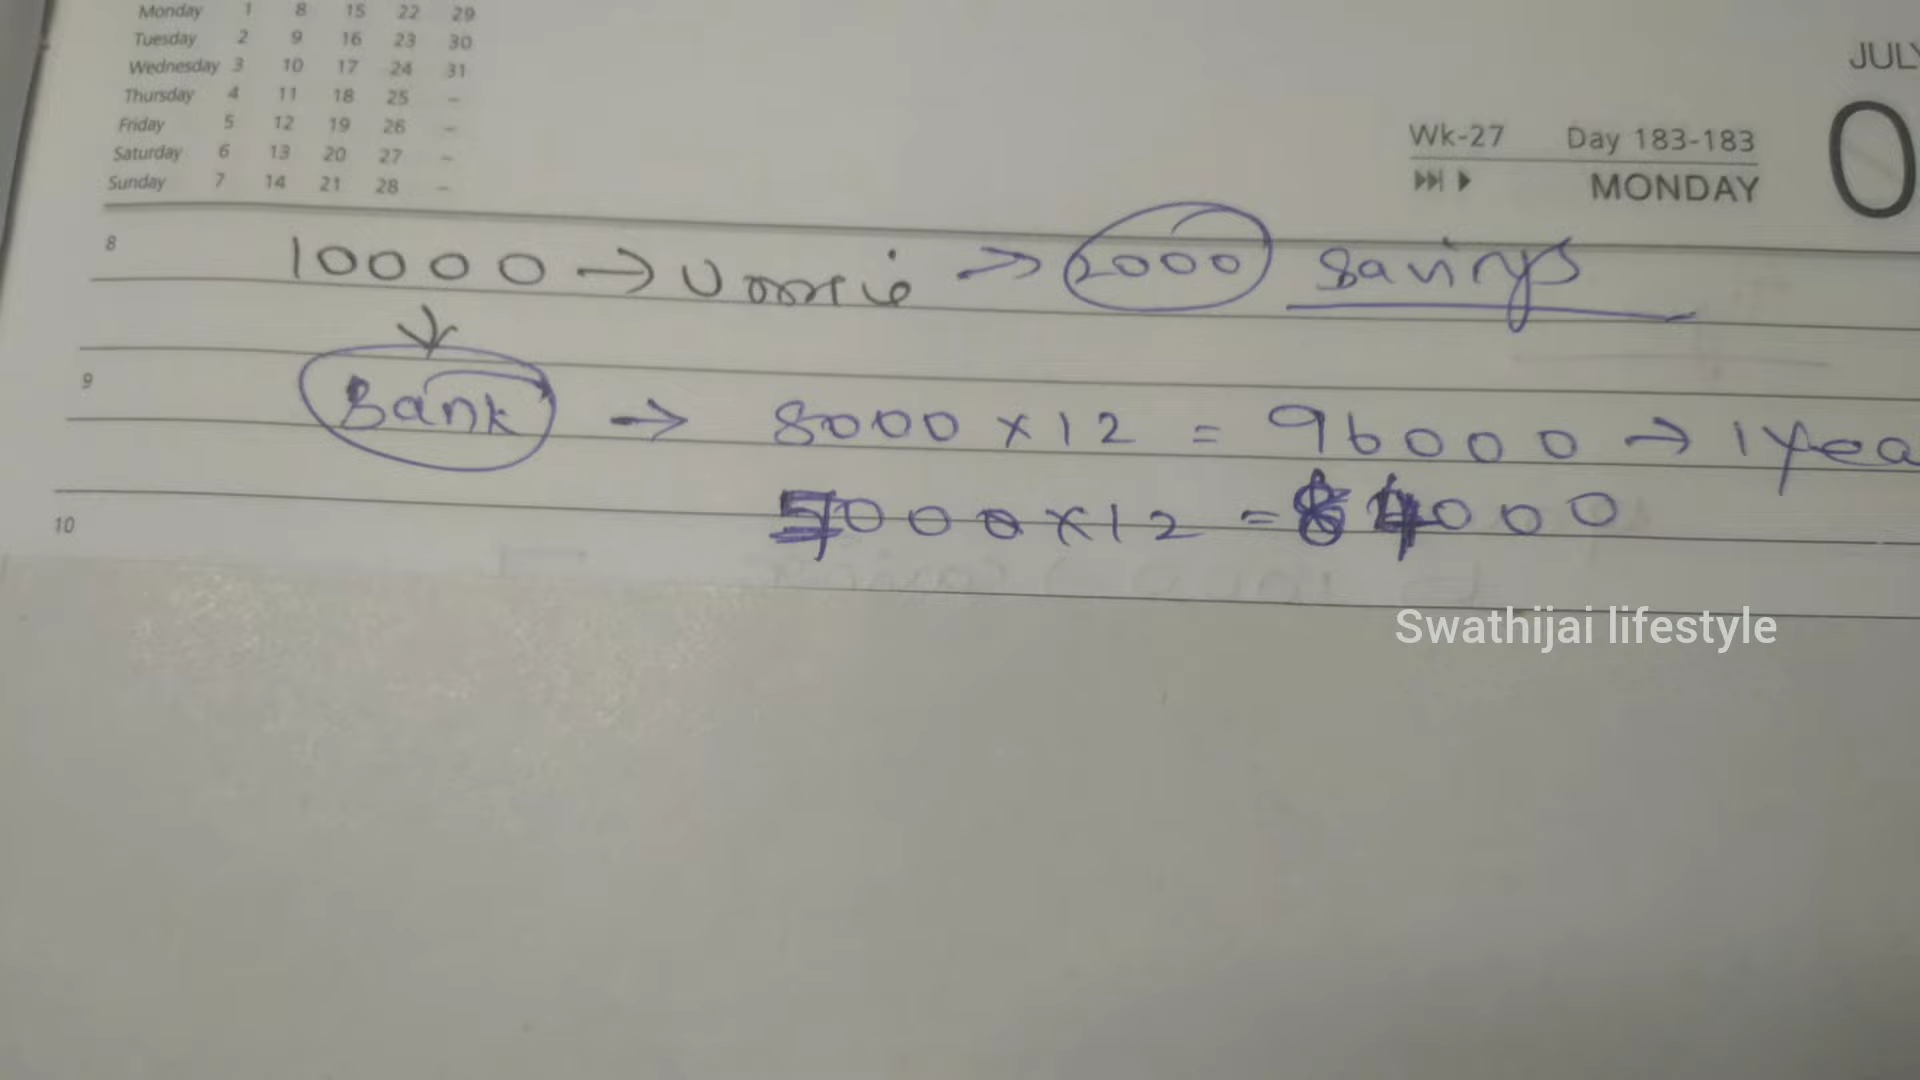 Monday 1 8 15 22 29
Tuesday 2 9 16 23 30
Wednesday 3 10 17 24 31
Thursday 4 11 18 25 –
Friday 5 12 19 26 –
Saturday 6 13 20 27 –
Sunday 7 14 21 28 –
JULY
Wk-27 Day 183-183
MONDAY
0
8
10000 → → 2000 Savings
9
Bank → 8000 x 12 = 96000 → 1 Yea
7000 x 12 = 84000
10
Swathijai lifestyle